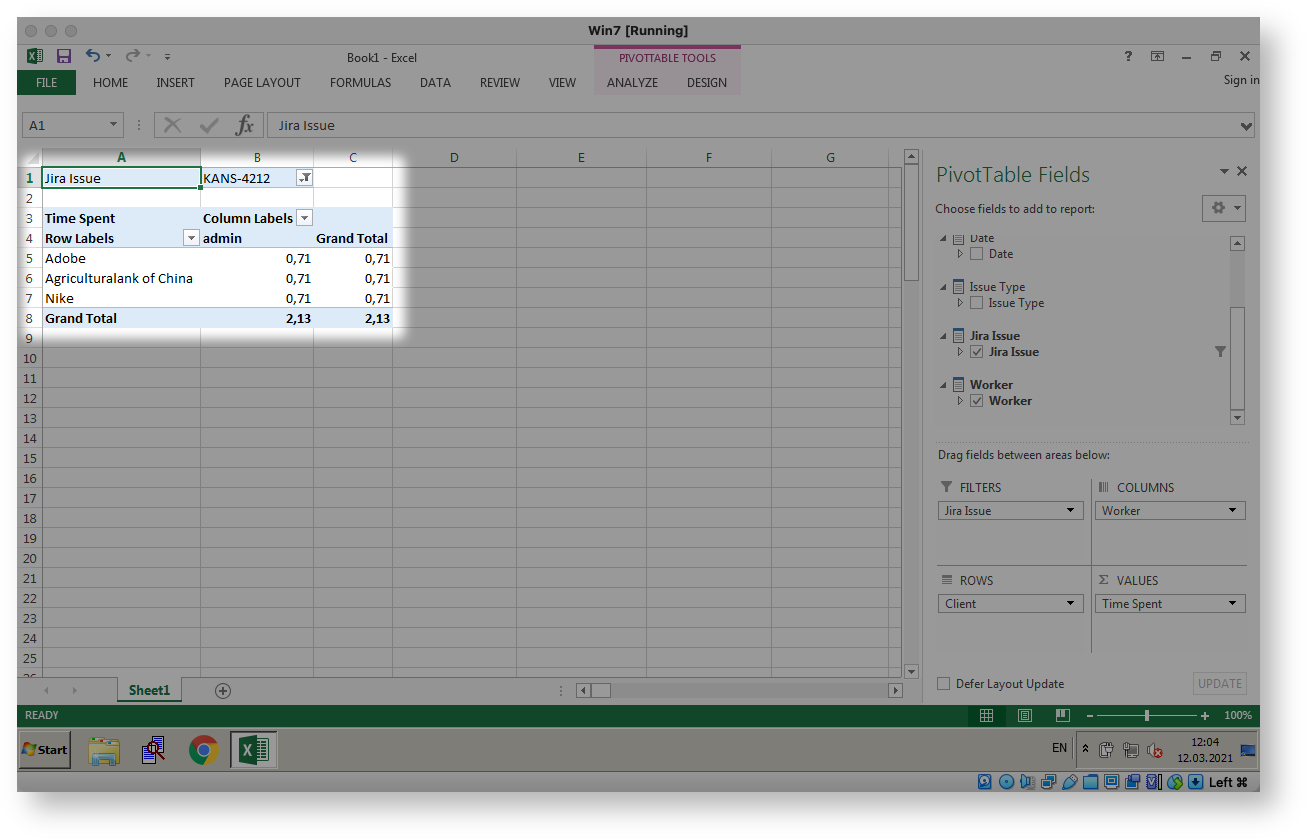 Win7 [Running]
Book1 - Excel
PIVOTTABLE TOOLS
?
Sign in
FILE HOME INSERT PAGE LAYOUT FORMULAS DATA REVIEW VIEW ANALYZE DESIGN
A1 fx Jira Issue
A B C D E F G
1 Jira Issue KANS-4212
2
3 Time Spent Column Labels
4 Row Labels admin Grand Total
5 Adobe 0,71 0,71
6 Agriculturalank of China 0,71 0,71
7 Nike 0,71 0,71
8 Grand Total 2,13 2,13
9
10
11
12
13
14
15
16
17
18
19
20
21
22
23
24
25
PivotTable Fields
Choose fields to add to report:
Date
Date
Issue Type
Issue Type
Jira Issue
Jira Issue
Worker
Worker
Drag fields between areas below:
FILTERS
Jira Issue
COLUMNS
Worker
ROWS
Client
Σ VALUES
Time Spent
Defer Layout Update UPDATE
Sheet1
READY
100%
Start
EN
12:04
12.03.2021
Left ⌘